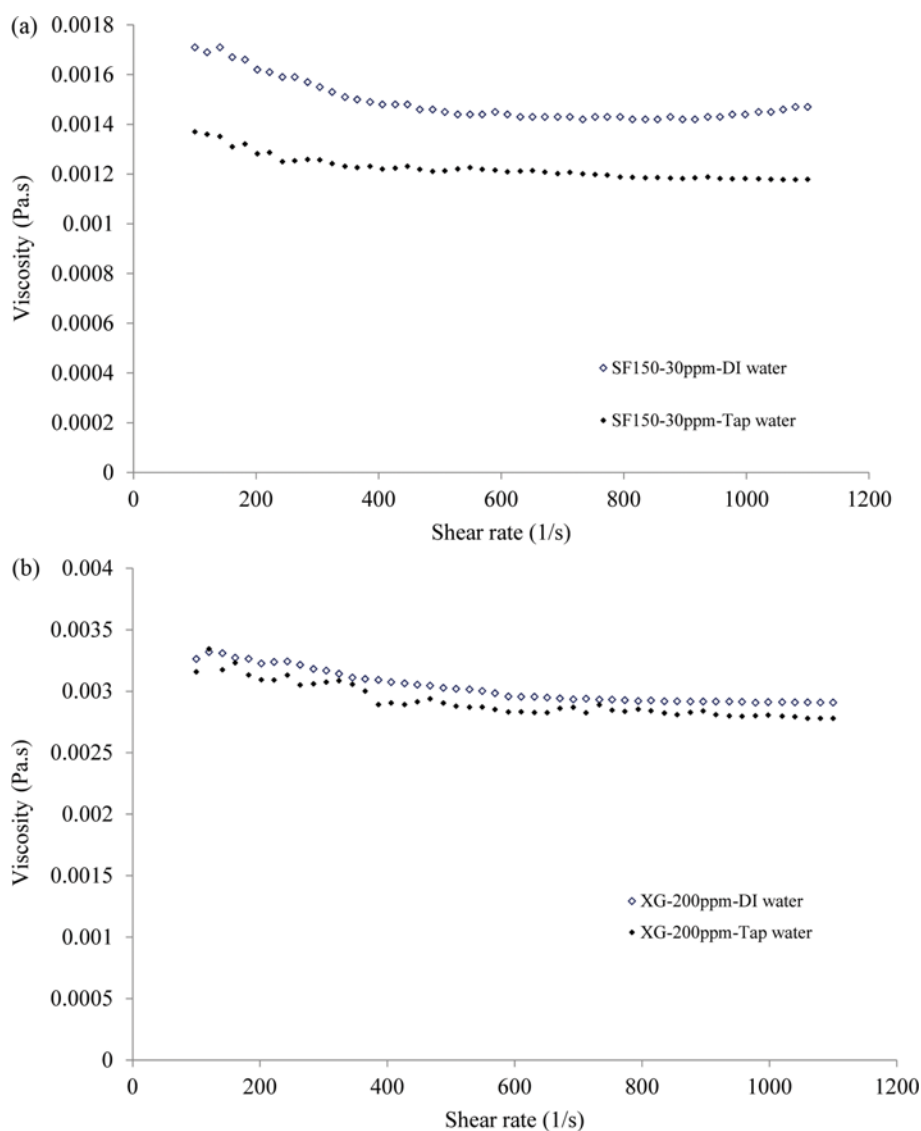 (a)
0.0018
0.0016
0.0014
0.0012
0.001
0.0008
0.0006
0.0004
0.0002
0
Viscosity (Pa.s)
SF150-30ppm-DI water
SF150-30ppm-Tap water
0 200 400 600 800 1000 1200
Shear rate (1/s)
(b)
0.004
0.0035
0.003
0.0025
0.002
0.0015
0.001
0.0005
0
Viscosity (Pa.s)
XG-200ppm-DI water
XG-200ppm-Tap water
0 200 400 600 800 1000 1200
Shear rate (1/s)